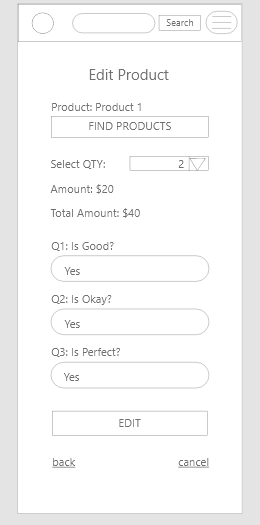 Search
Edit Product
Product: Product 1
FIND PRODUCTS
Select QTY: 2
Amount: $20
Total Amount: $40
Q1: Is Good?
Yes
Q2: Is Okay?
Yes
Q3: Is Perfect?
Yes
EDIT
back cancel